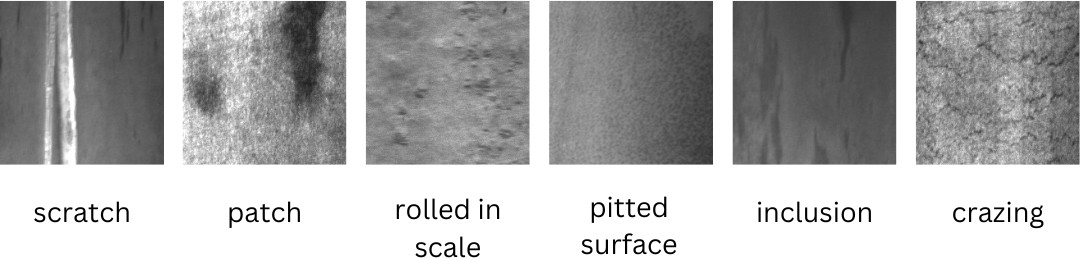 scratch
patch
rolled in
scale
pitted
surface
inclusion
crazing